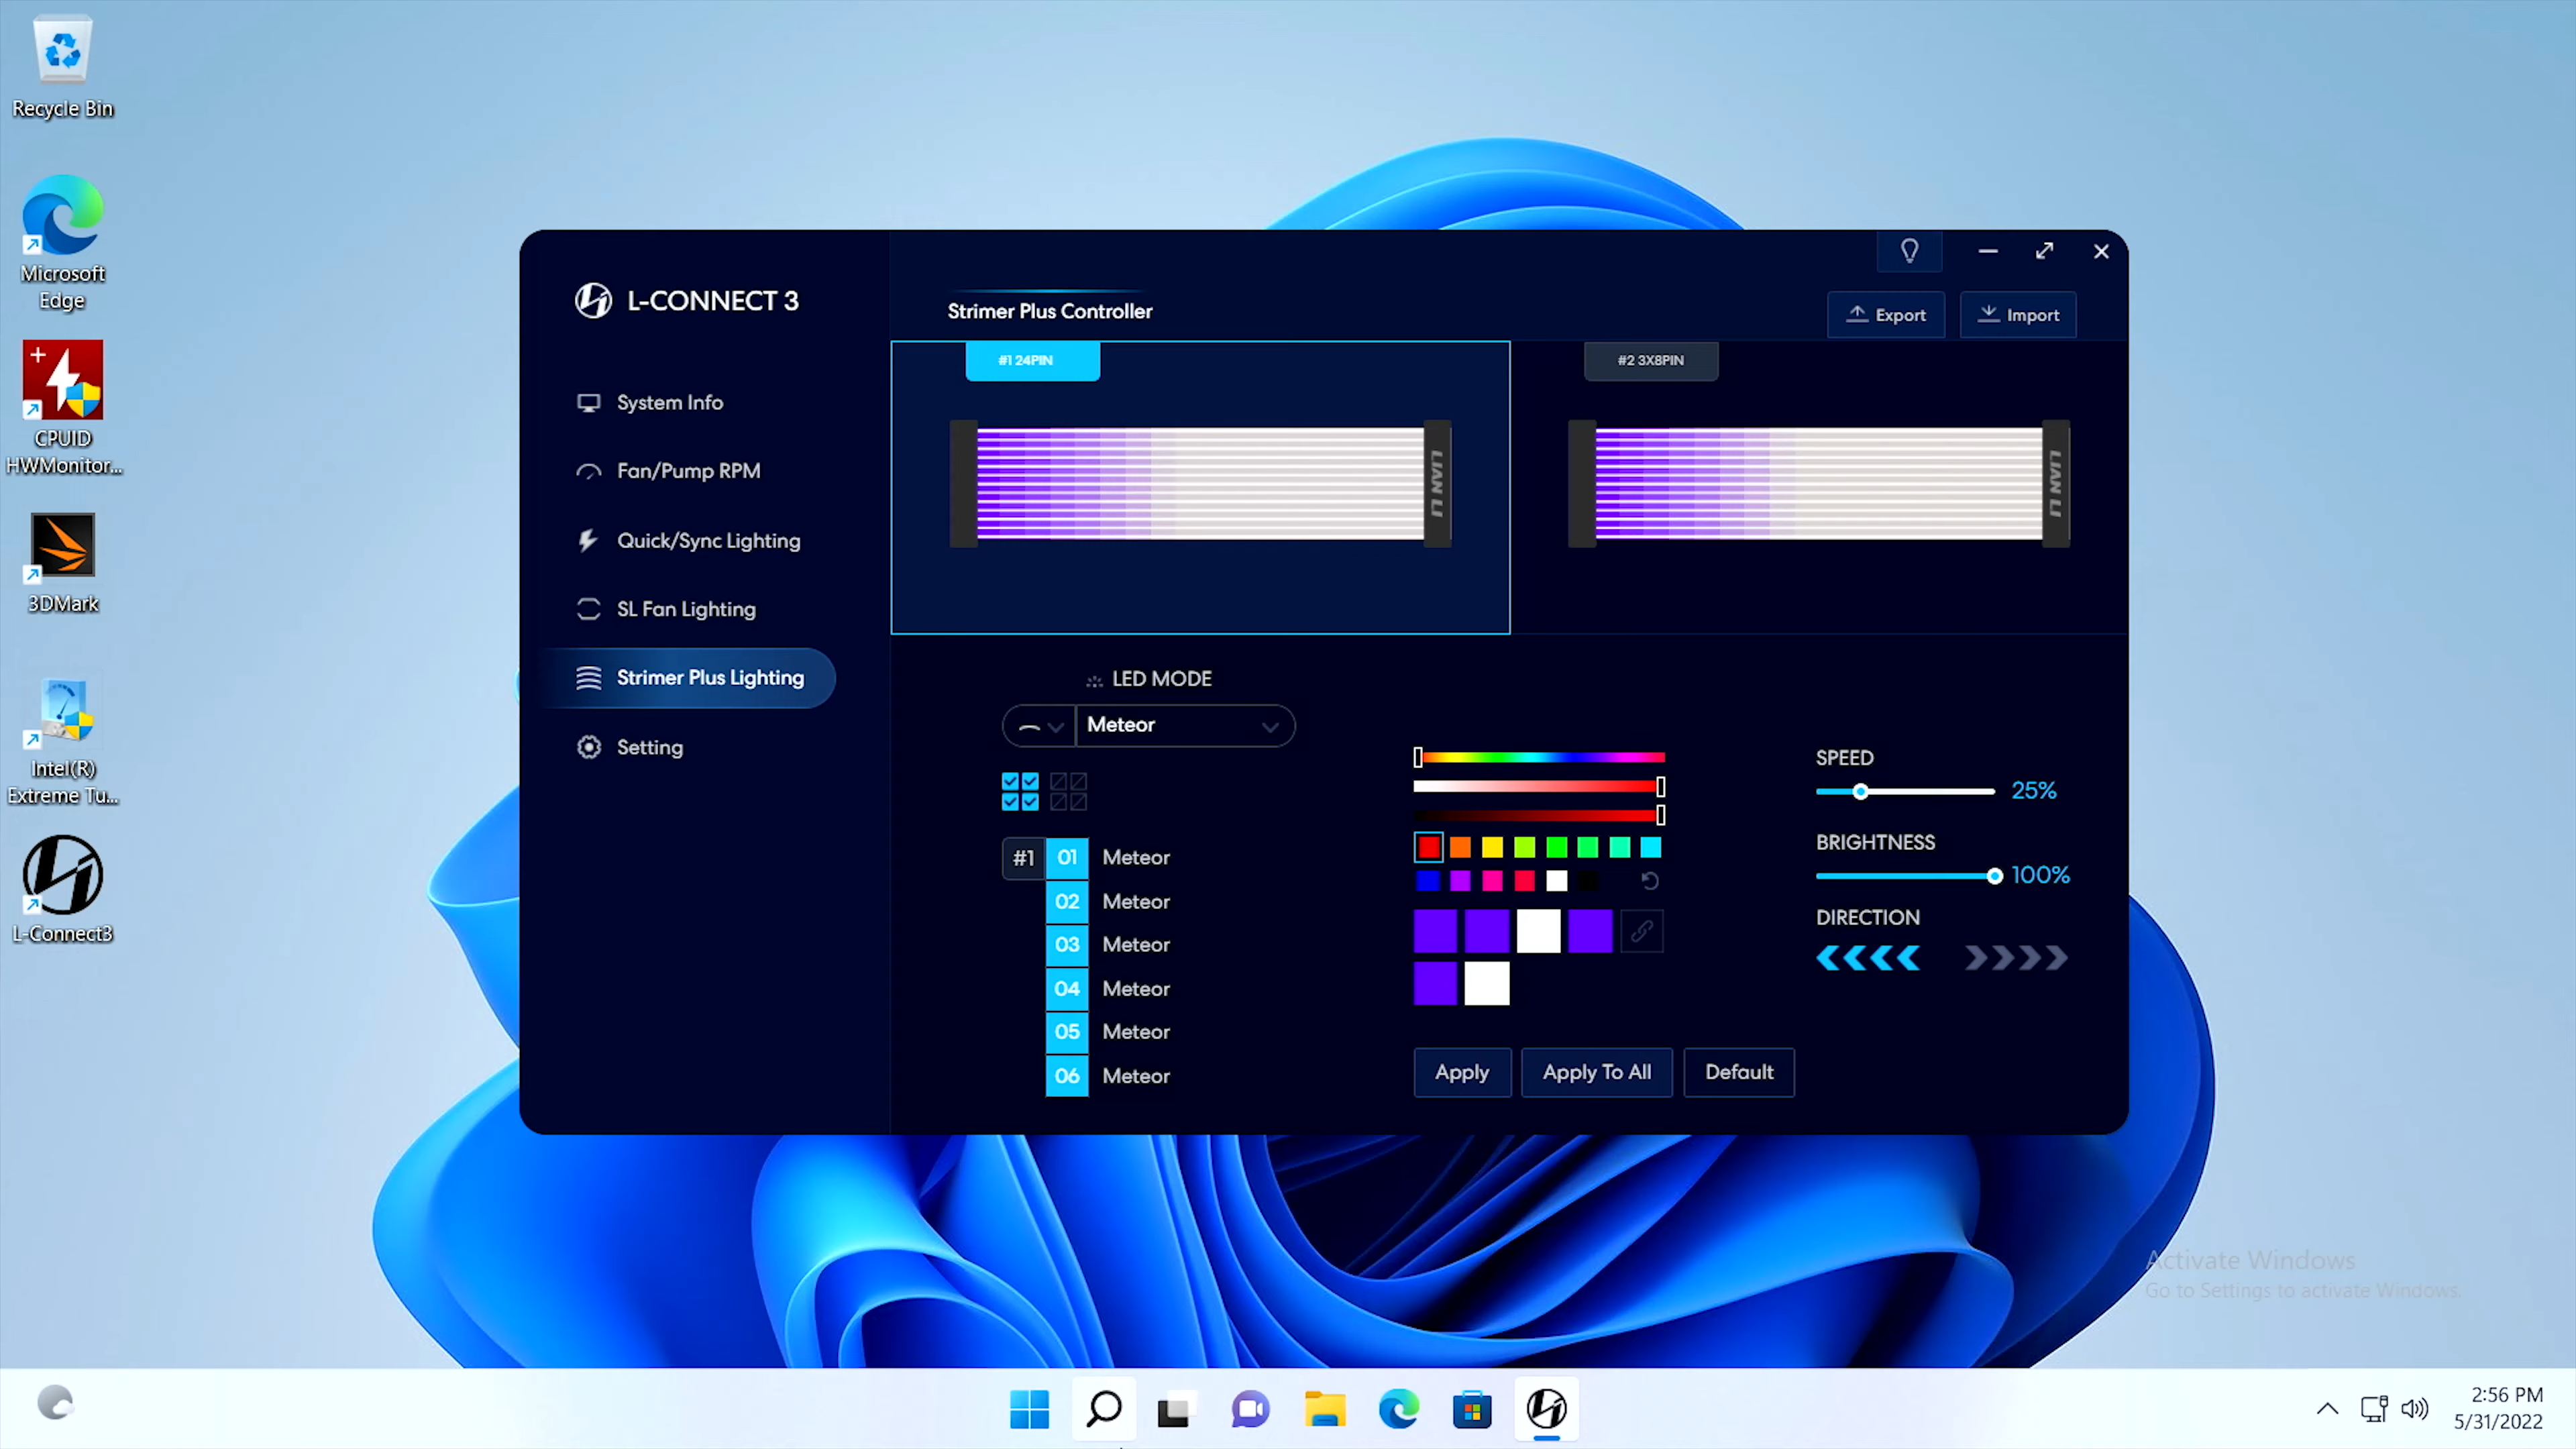 Recycle Bin
Microsoft
Edge
CPUID
HWMonitor...
3DMark
Intel(R)
Extreme Tu...
L-Connect3
L-CONNECT 3
System Info
Fan/Pump RPM
Quick/Sync Lighting
SL Fan Lighting
Strimer Plus Lighting
Setting
Strimer Plus Controller
Export
Import
#1 24PIN
#2 3X8PIN
LIAN LI
LIAN LI
LED MODE
Meteor
#1 01 Meteor
02 Meteor
03 Meteor
04 Meteor
05 Meteor
06 Meteor
SPEED
25%
BRIGHTNESS
100%
DIRECTION
Apply
Apply To All
Default
Activate Windows
Go to Settings to activate Windows.
2:56 PM
5/31/2022